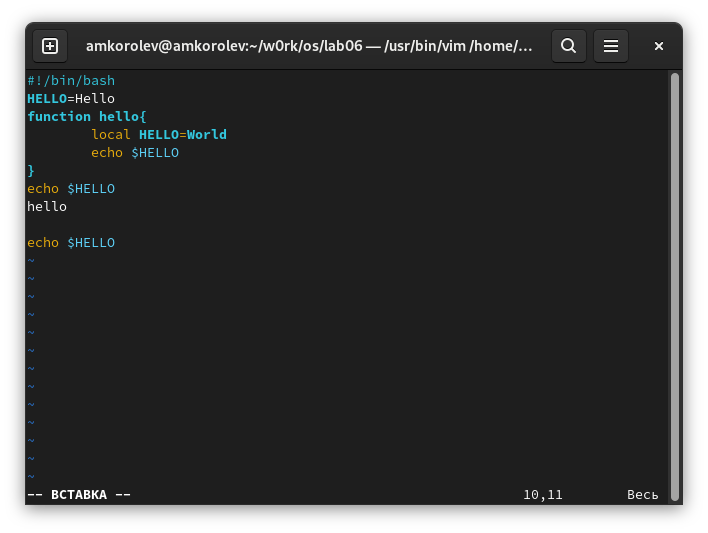 amkorolev@amkorolev:~/w0rk/os/lab06 — /usr/bin/vim /home/...
#!/bin/bash
HELLO=Hello
function hello{
        local HELLO=World
        echo $HELLO
}
echo $HELLO
hello

echo $HELLO
~
~
~
~
~
~
~
~
~
~
~
~
~
-- ВСТАВКА -- 10,11 Весь